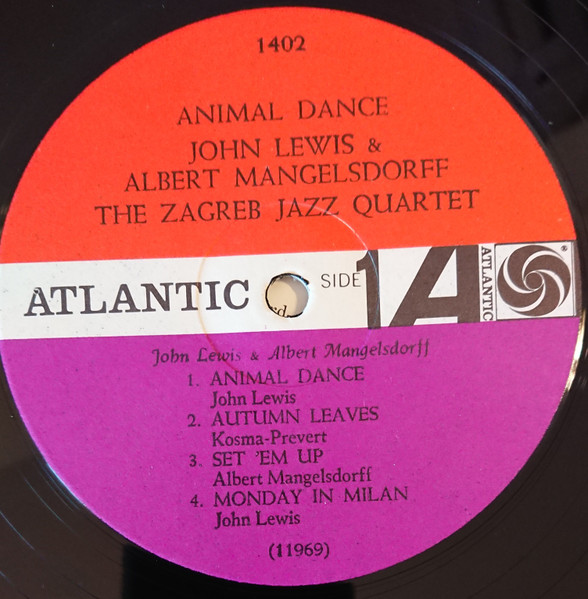 1402
ANIMAL DANCE
JOHN LEWIS &
ALBERT MANGELSDORFF
THE ZAGREB JAZZ QUARTET
ATLANTIC SIDE 1 A ATLANTIC ®
John Lewis & Albert Mangelsdorff
1. ANIMAL DANCE
John Lewis
2. AUTUMN LEAVES
Kosma-Prevert
3. SET 'EM UP
Albert Mangelsdorff
4. MONDAY IN MILAN
John Lewis
(11969)